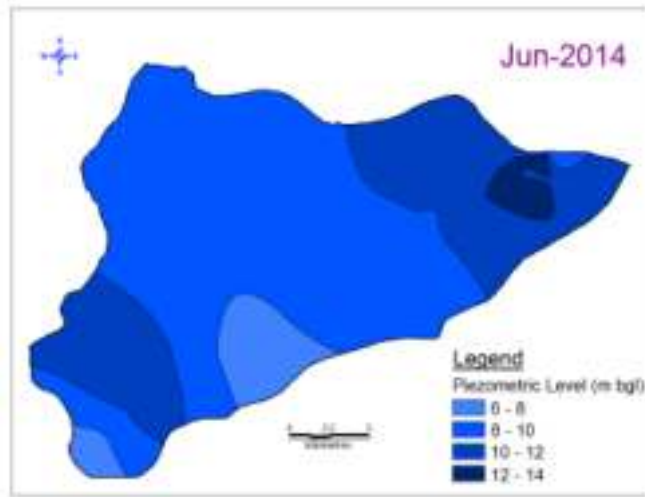 Jun-2014
Legend
Piezometric Level (m bgl)
6 - 8
8 - 10
10 - 12
12 - 14